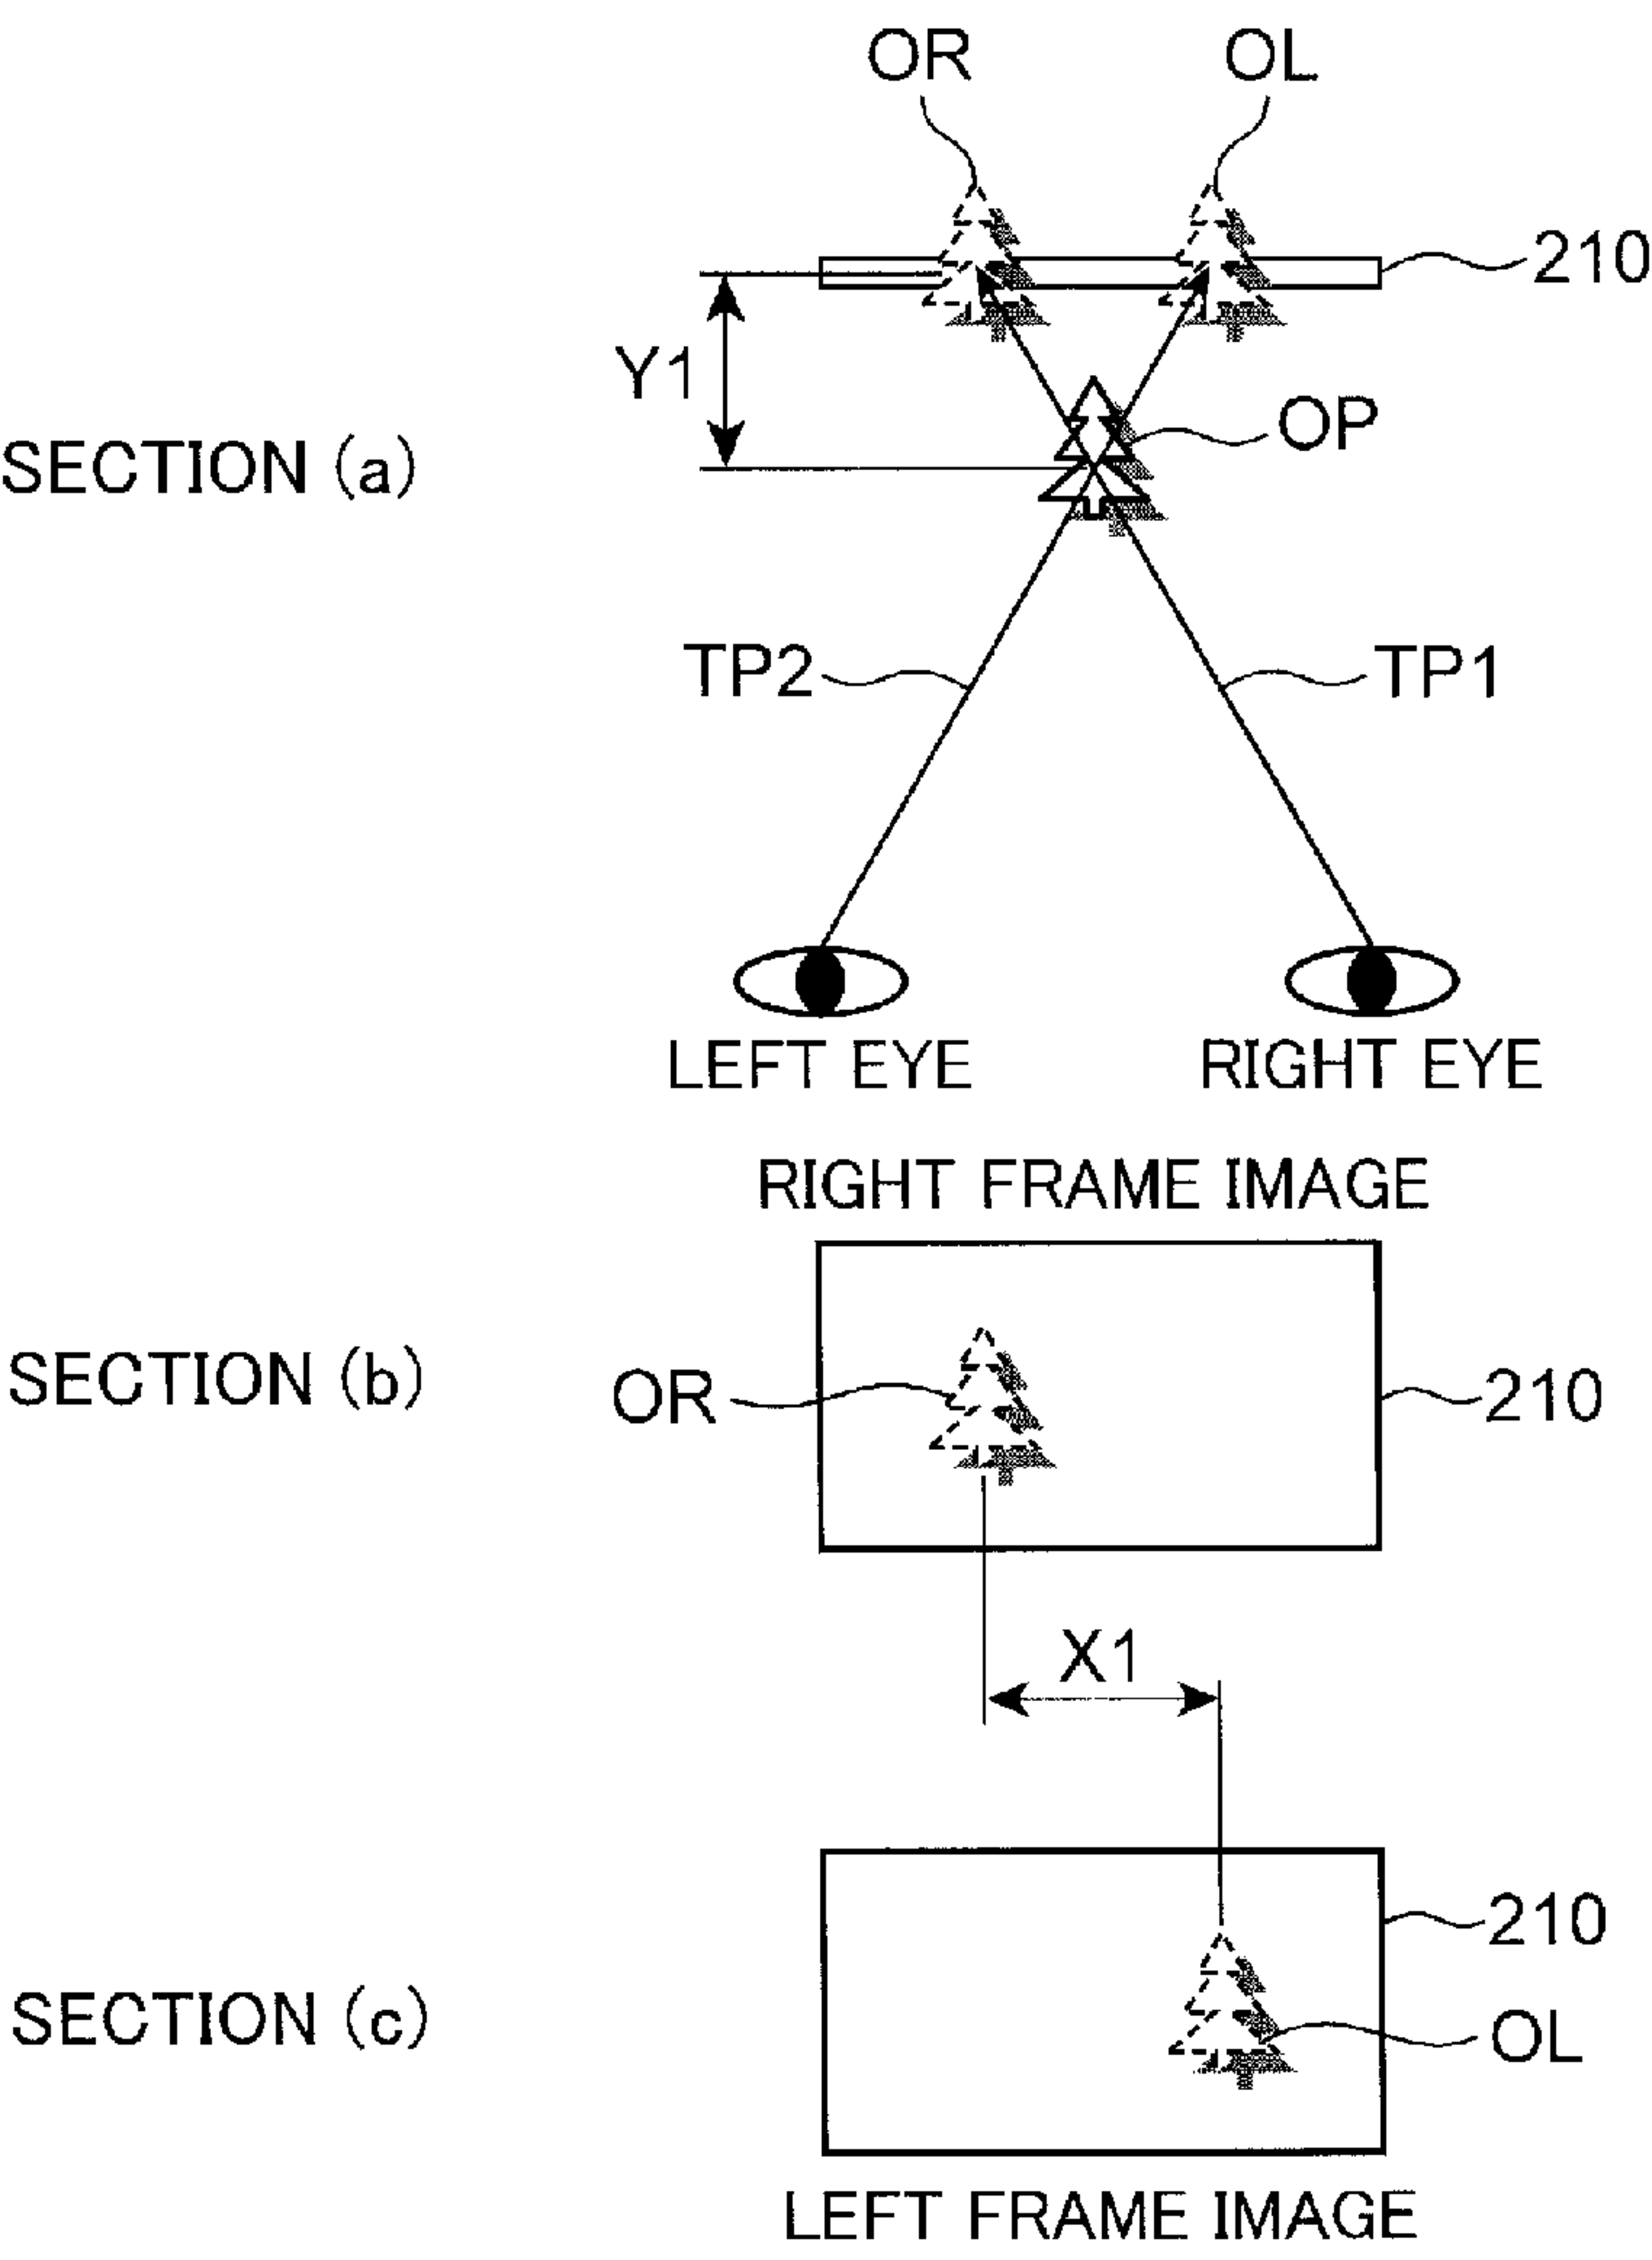 OR
OL
210
Y1
OP
SECTION (a)
TP2
TP1
LEFT EYE
RIGHT EYE
RIGHT FRAME IMAGE
SECTION (b)
OR
210
X1
210
SECTION (c)
OL
LEFT FRAME IMAGE